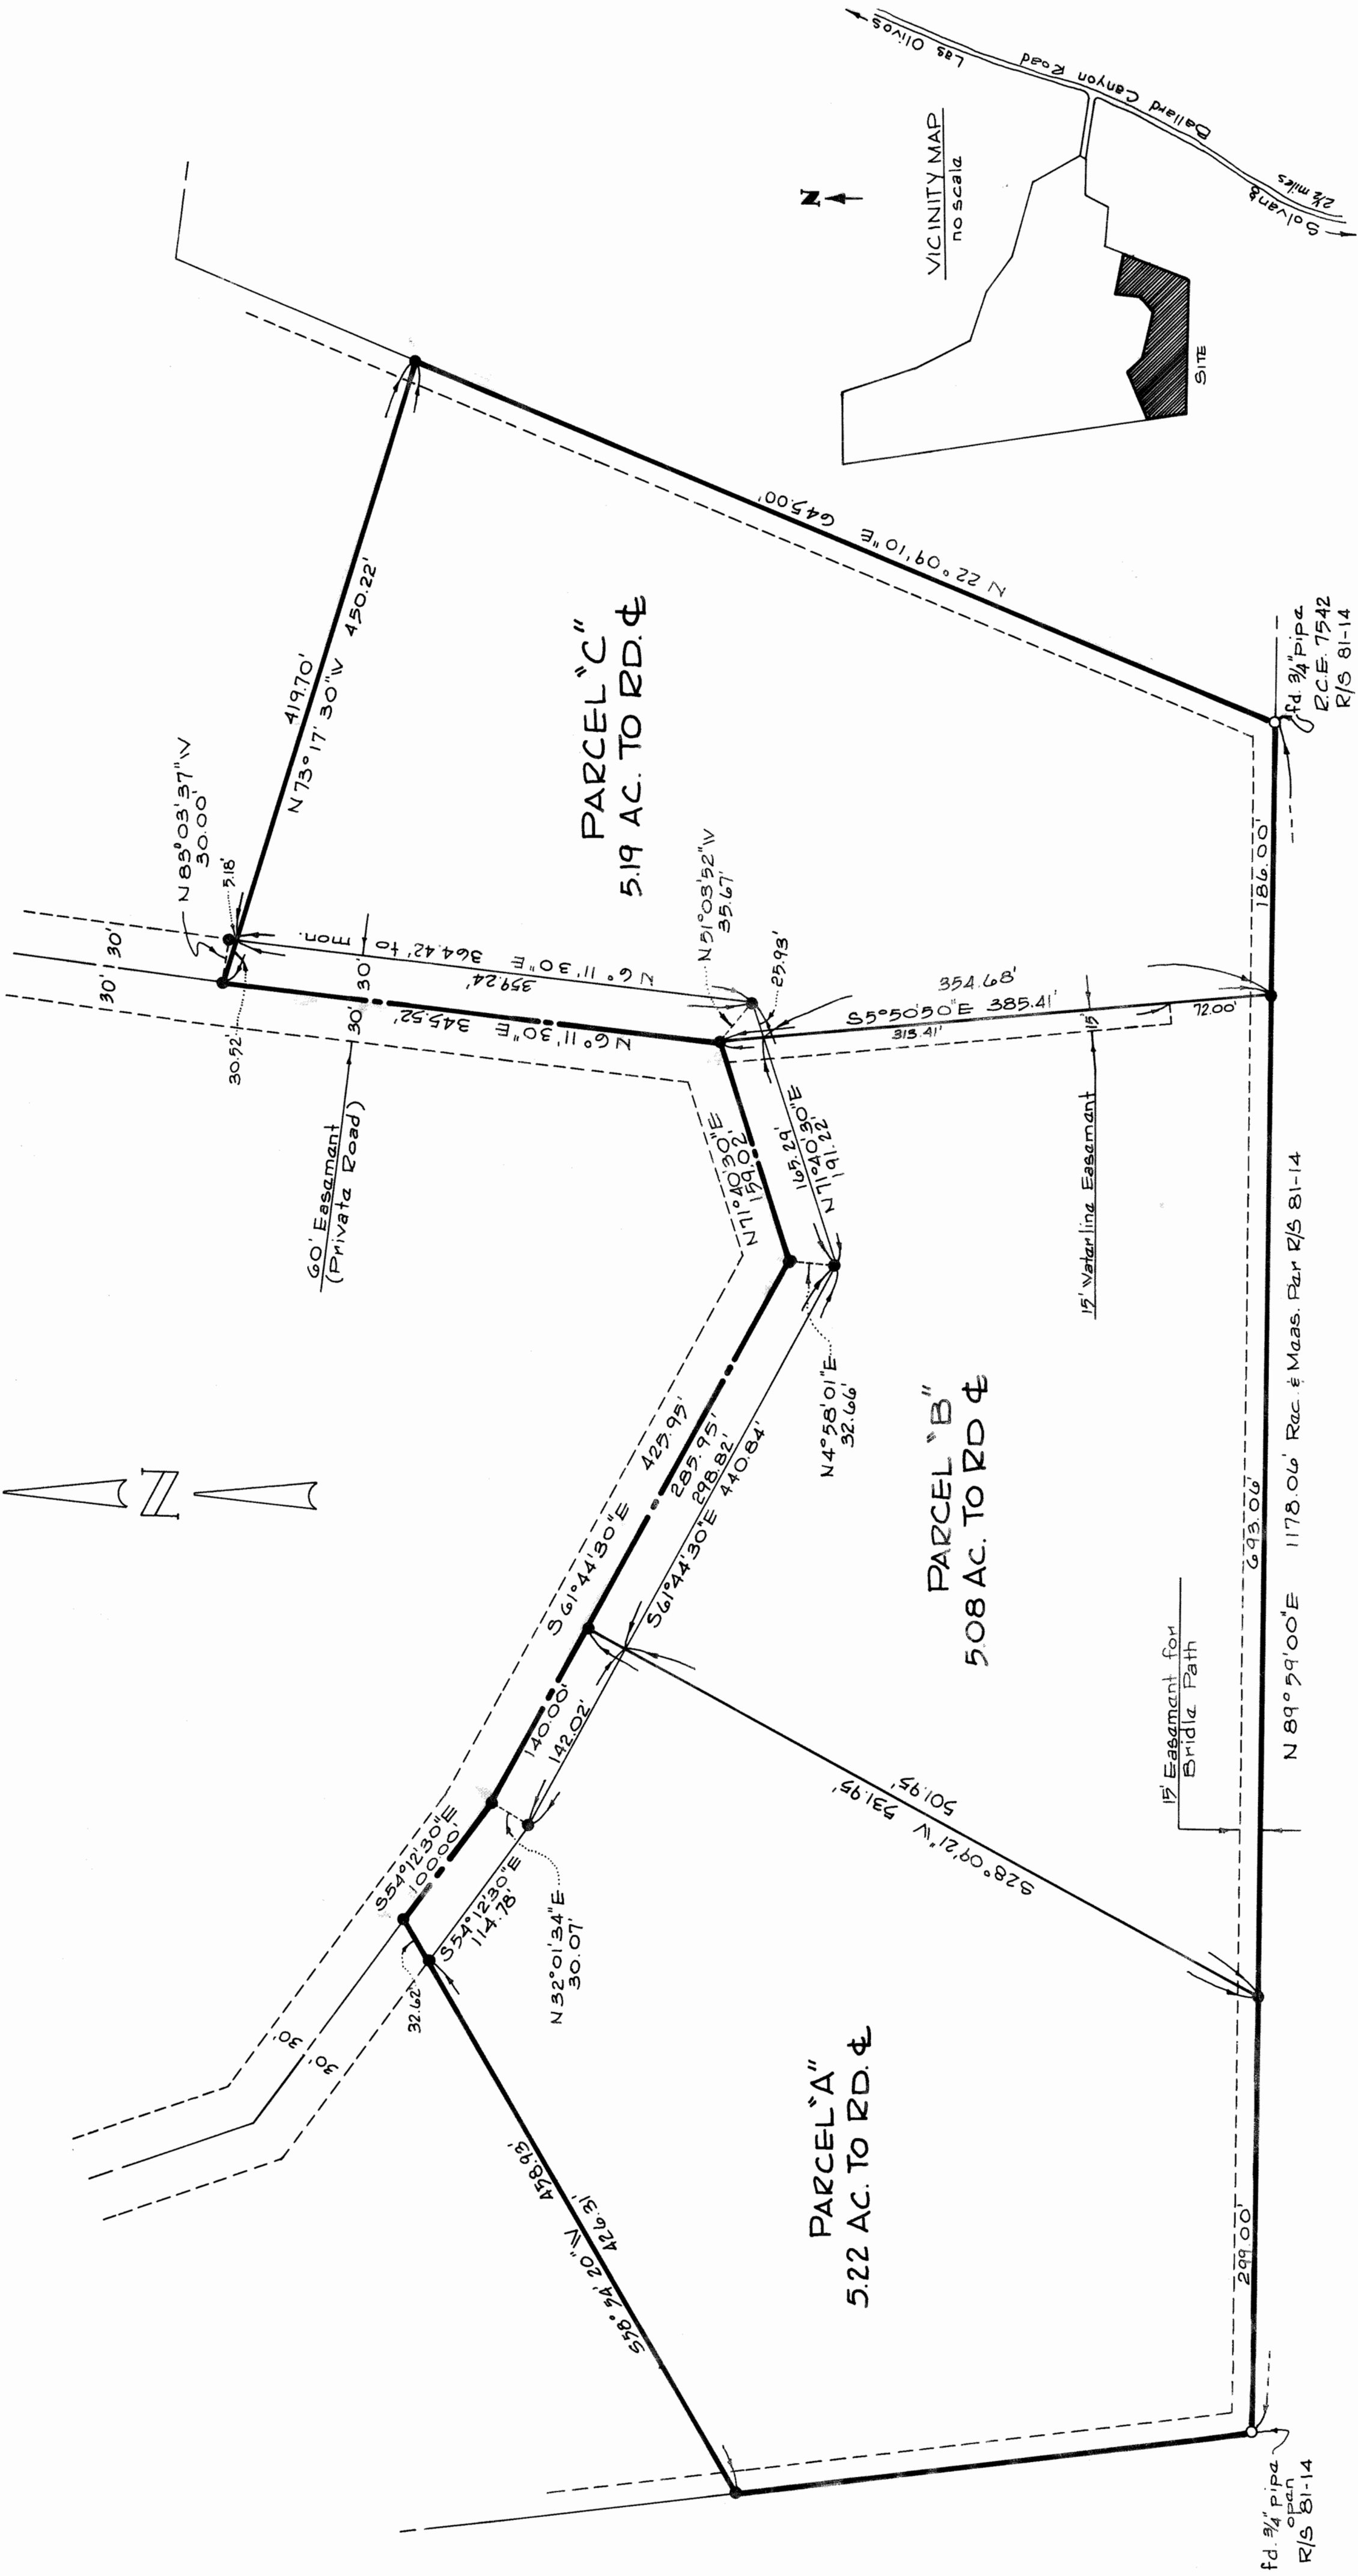 N 83° 03' 37" W
30.00'
5.18'
419.70'
N 73° 17' 30" W 450.22'
30' 30'
30.52'
30' 30'
345.52'
N 6° 11' 30" E
359.24'
N 6° 11' 30" E 364.42' to mon.
60' Easement
(Private Road)
PARCEL "C"
5.19 AC. TO RD. ℄
N 22° 09' 10" E 645.00'
N
VICINITY MAP
no scale
Las Olivos
Ballard Canyon Road
Solvang
2½ miles
SITE
N 51° 03' 52" W
35.67'
25.93'
354.68'
S 5° 50' 50" E 385.41'
313.41'
15'
72.00'
15' Waterline Easement
186.00'
fd. 3/4" pipe
R.C.E. 7542
R/S 81-14
N
N 71° 40' 30" E
159.02'
165.29'
N 71° 40' 30" E
191.22'
N 4° 58' 01" E
32.66'
S 61° 44' 30" E 425.95'
285.95'
298.82'
S 61° 44' 30" E 440.84'
140.00'
142.02'
PARCEL "B"
5.08 AC. TO RD ℄
693.06'
N 89° 59' 00" E 1178.06' Rec. & Meas. Per R/S 81-14
15' Easement for
Bridle Path
S 28° 09' 21" W 531.95'
501.95'
S 54° 12' 30" E
100.00'
S 54° 12' 30" E
114.78'
N 32° 01' 34" E
30.07'
32.62'
30'
30'
458.93'
S 58° 54' 20" W 426.31'
PARCEL "A"
5.22 AC. TO RD. ℄
299.00'
fd. 3/4" pipe
open
R/S 81-14